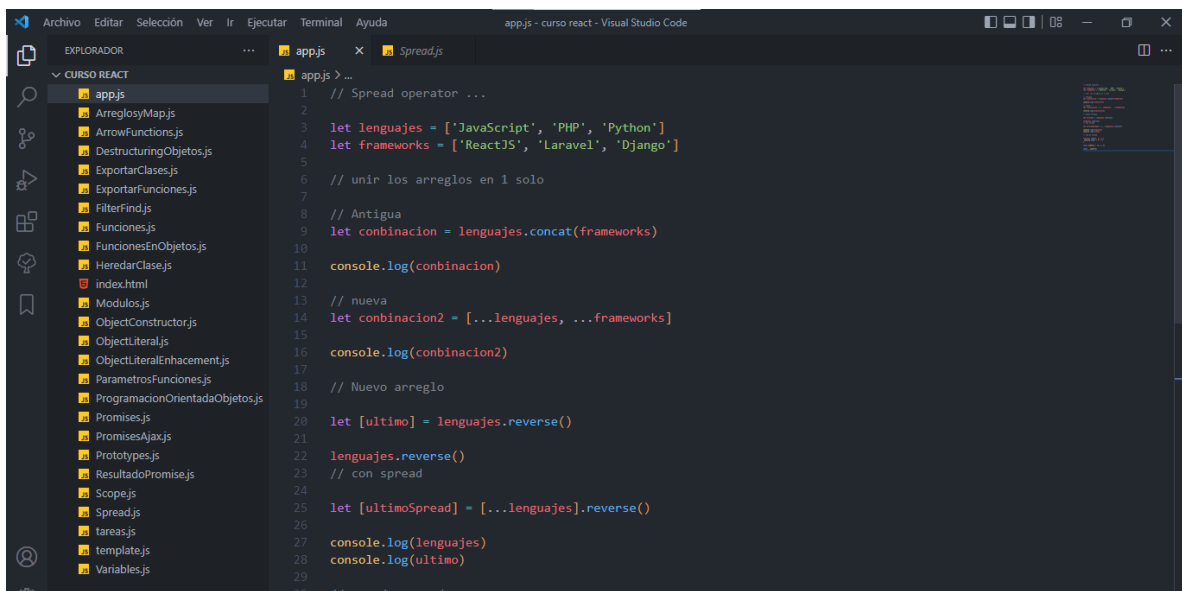 Archivo Editar Selección Ver Ir Ejecutar Terminal Ayuda app.js - curso react - Visual Studio Code
EXPLORADOR ...
CURSO REACT
app.js
ArreglosyMap.js
ArrowFunctions.js
DestructuringObjetos.js
ExportarClases.js
ExportarFunciones.js
FilterFind.js
Funciones.js
FuncionesEnObjetos.js
HeredarClase.js
index.html
Modulos.js
ObjectConstructor.js
ObjectLiteral.js
ObjectLiteralEnhacement.js
ParametrosFunciones.js
ProgramacionOrientadaObjetos.js
Promises.js
PromisesAjax.js
Prototypes.js
ResultadoPromise.js
Scope.js
Spread.js
tareas.js
template.js
Variables.js
JS app.js × JS Spread.js
JS app.js > ...
1 // Spread operator ...
2
3 let lenguajes = ['JavaScript', 'PHP', 'Python']
4 let frameworks = ['ReactJS', 'Laravel', 'Django']
5
6 // unir los arreglos en 1 solo
7
8 // Antigua
9 let conbinacion = lenguajes.concat(frameworks)
10
11 console.log(conbinacion)
12
13 // nueva
14 let conbinacion2 = [...lenguajes, ...frameworks]
15
16 console.log(conbinacion2)
17
18 // Nuevo arreglo
19
20 let [ultimo] = lenguajes.reverse()
21
22 lenguajes.reverse()
23 // con spread
24
25 let [ultimoSpread] = [...lenguajes].reverse()
26
27 console.log(lenguajes)
28 console.log(ultimo)
29